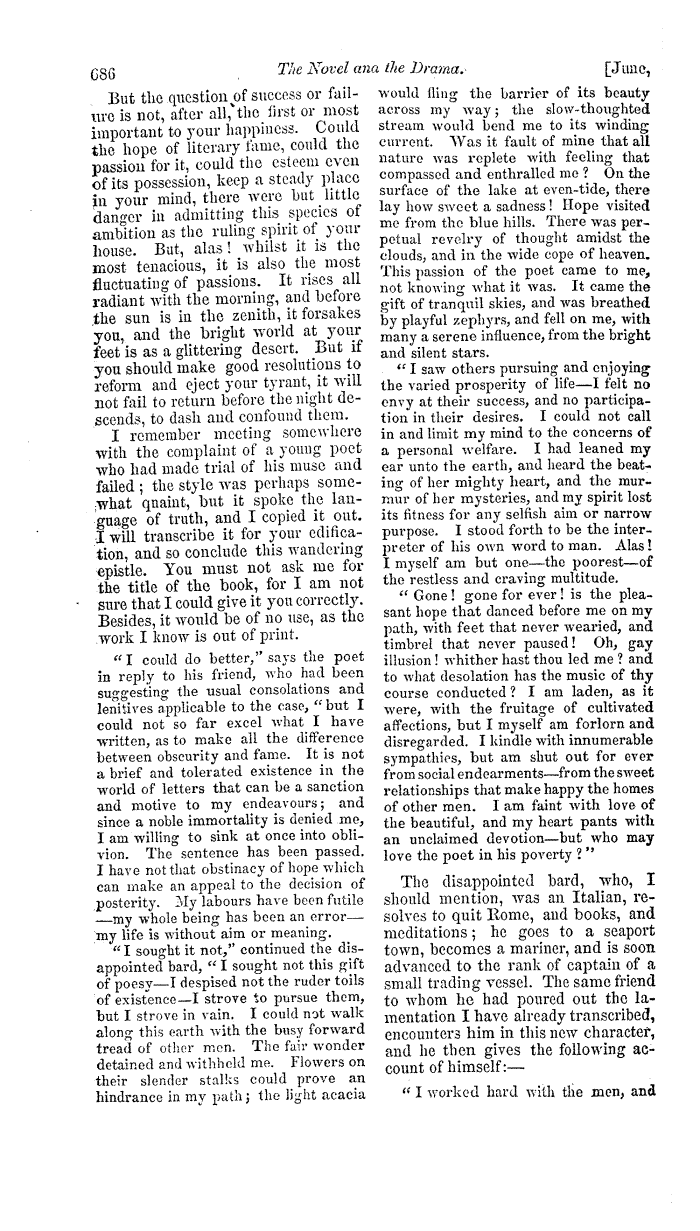 686
The Novel and the Drama.
[June,
But the question of success or fail-
ure is not, after all, the first or most
important to your happiness. Could
the hope of literary fame, could the
passion for it, could the esteem even
of its possession, keep a steady place
in your mind, there were but little
danger in admitting this species of
ambition as the ruling spirit of your
house. But, alas! whilst it is the
most tenacious, it is also the most
fluctuating of passions. It rises all
radiant with the morning, and before
the sun is in the zenith, it forsakes
you, and the bright world at your
feet is as a glittering desert. But if
you should make good resolutions to
reform and eject your tyrant, it will
not fail to return before the night de-
scends, to dash and confound them.
I remember meeting somewhere
with the complaint of a young poet
who had made trial of his muse and
failed; the style was perhaps some-
what quaint, but it spoke the lan-
guage of truth, and I copied it out.
I will transcribe it for your edifica-
tion, and so conclude this wandering
epistle. You must not ask me for
the title of the book, for I am not
sure that I could give it you correctly.
Besides, it would be of no use, as the
work I know is out of print.
"I could do better," says the poet
in reply to his friend, who had been
suggesting the usual consolations and
lenitives applicable to the case, "but I
could not so far excel what I have
written, as to make all the difference
between obscurity and fame. It is not
a brief and tolerated existence in the
world of letters that can be a sanction
and motive to my endeavours; and
since a noble immortality is denied me,
I am willing to sink at once into obli-
vion. The sentence has been passed.
I have not that obstinacy of hope which
can make an appeal to the decision of
posterity. My labours have been futile
—my whole being has been an error—
my life is without aim or meaning.
"I sought it not," continued the dis-
appointed bard, "I sought not this gift
of poesy—I despised not the ruder toils
of existence—I strove to pursue them,
but I strove in vain. I could not walk
along this earth with the busy forward
tread of other men. The fair wonder
detained and withheld me. Flowers on
their slender stalks could prove an
hindrance in my path; the light acacia
would fling the barrier of its beauty
across my way; the slow-thoughted
stream would bend me to its winding
current. Was it fault of mine that all
nature was replete with feeling that
compassed and enthralled me? On the
surface of the lake at even-tide, there
lay how sweet a sadness! Hope visited
me from the blue hills. There was per-
petual revelry of thought amidst the
clouds, and in the wide cope of heaven.
This passion of the poet came to me,
not knowing what it was. It came the
gift of tranquil skies, and was breathed
by playful zephyrs, and fell on me, with
many a serene influence, from the bright
and silent stars.
"I saw others pursuing and enjoying
the varied prosperity of life—I felt no
envy at their success, and no participa-
tion in their desires. I could not call
in and limit my mind to the concerns of
a personal welfare. I had leaned my
ear unto the earth, and heard the beat-
ing of her mighty heart, and the mur-
mur of her mysteries, and my spirit lost
its fitness for any selfish aim or narrow
purpose. I stood forth to be the inter-
preter of his own word to man. Alas!
I myself am but one—the poorest—of
the restless and craving multitude.
"Gone! gone for ever! is the plea-
sant hope that danced before me on my
path, with feet that never wearied, and
timbrel that never paused! Oh, gay
illusion! whither hast thou led me? and
to what desolation has the music of thy
course conducted? I am laden, as it
were, with the fruitage of cultivated
affections, but I myself am forlorn and
disregarded. I kindle with innumerable
sympathies, but am shut out for ever
from social endearments—from the sweet
relationships that make happy the homes
of other men. I am faint with love of
the beautiful, and my heart pants with
an unclaimed devotion—but who may
love the poet in his poverty?"
The disappointed bard, who, I
should mention, was an Italian, re-
solves to quit Rome, and books, and
meditations; he goes to a seaport
town, becomes a mariner, and is soon
advanced to the rank of captain of a
small trading vessel. The same friend
to whom he had poured out the la-
mentation I have already transcribed,
encounters him in this new character,
and he then gives the following ac-
count of himself:—
"I worked hard with the men, and